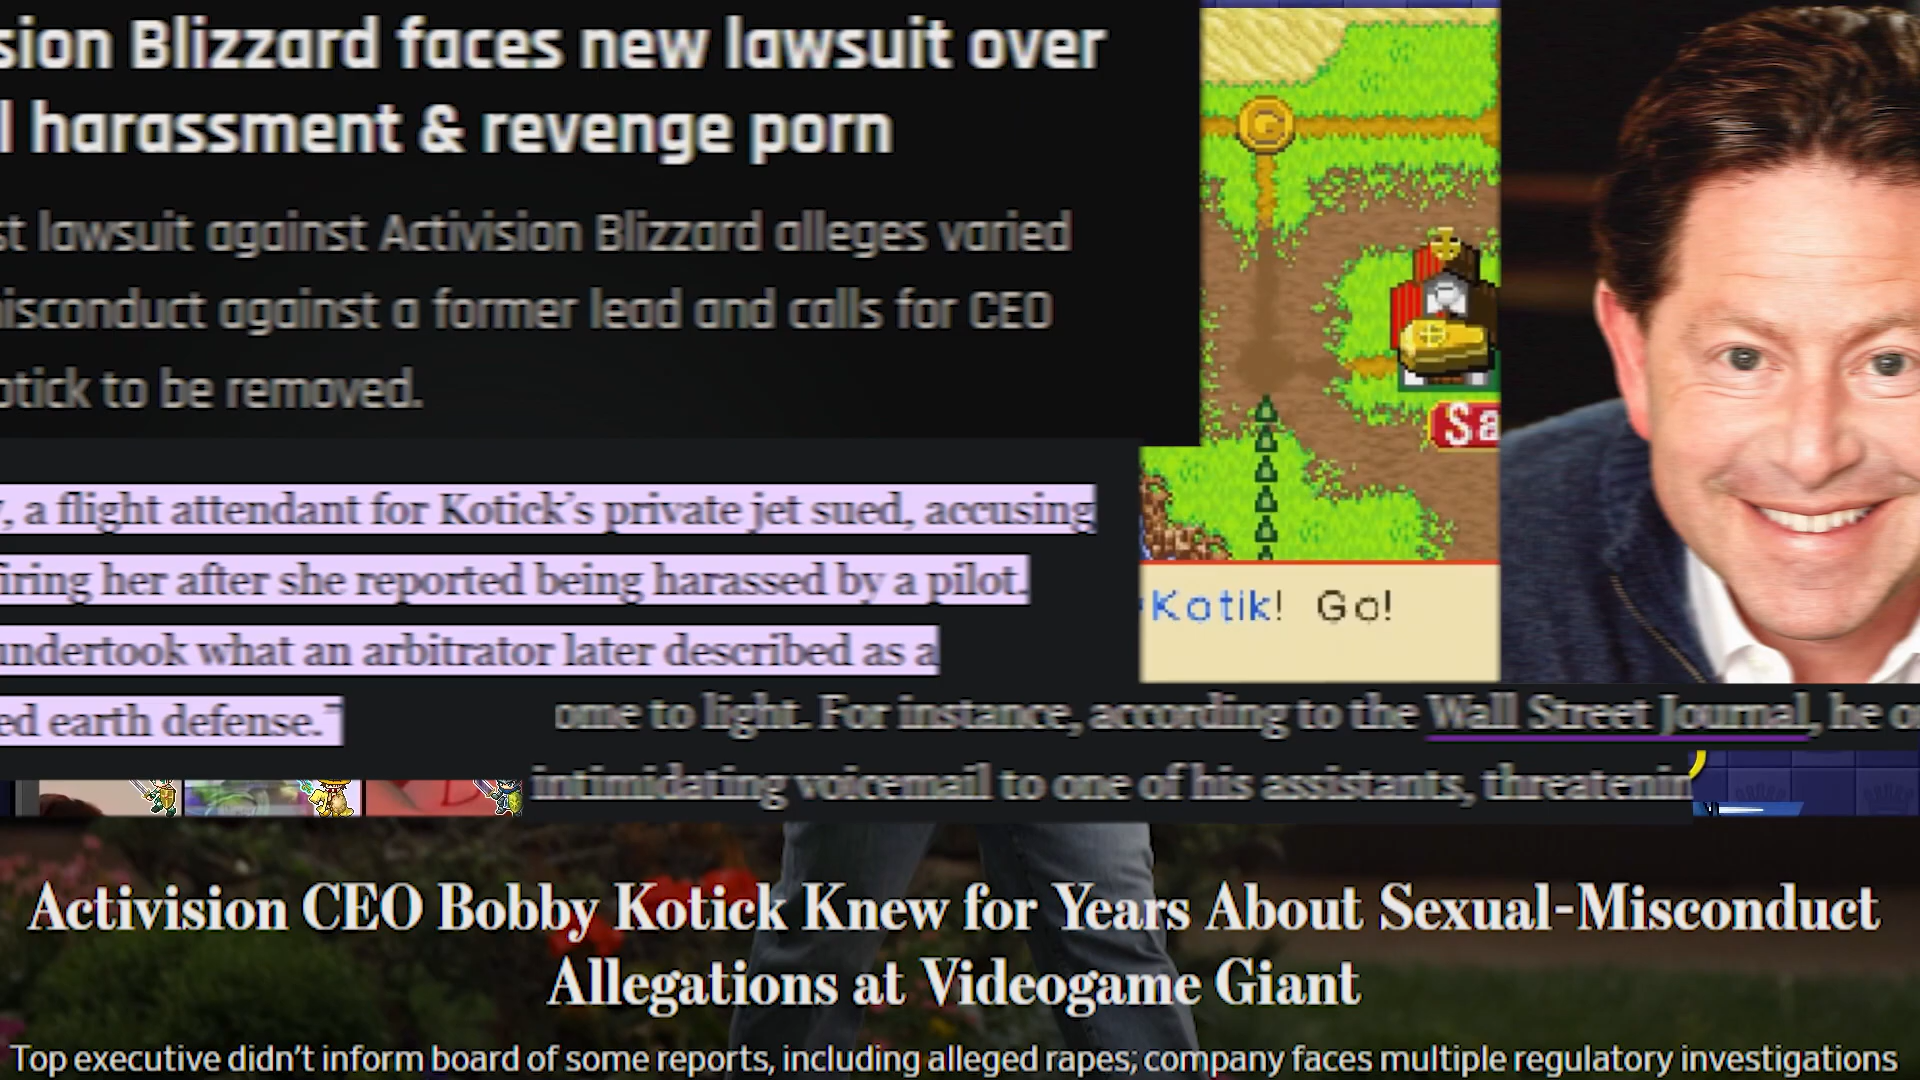 sion Blizzard faces new lawsuit over
l harassment & revenge porn
st lawsuit against Activision Blizzard alleges varied
misconduct against a former lead and calls for CEO
otick to be removed.
, a flight attendant for Kotick's private jet sued, accusing
firing her after she reported being harassed by a pilot.
undertook what an arbitrator later described as a
ed earth defense."
Sa
Kotik! Go!
ome to light. For instance, according to the Wall Street Journal, he o
intimidating voicemail to one of his assistants, threatenin
Activision CEO Bobby Kotick Knew for Years About Sexual-Misconduct
Allegations at Videogame Giant
Top executive didn't inform board of some reports, including alleged rapes; company faces multiple regulatory investigations